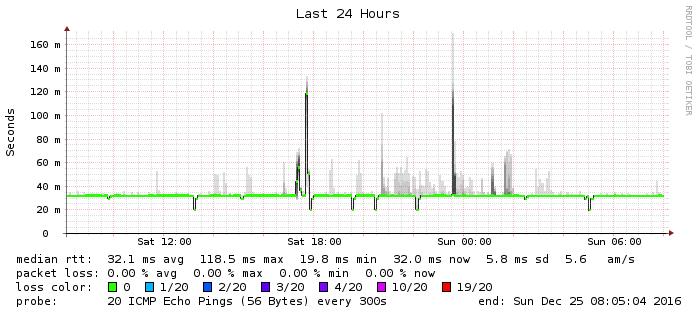 Last 24 Hours
RRDTOOL / TOBI OETIKER
Seconds
160 m
140 m
120 m
100 m
80 m
60 m
40 m
20 m
0
Sat 12:00 Sat 18:00 Sun 00:00 Sun 06:00
median rtt: 32.1 ms avg 118.5 ms max 19.8 ms min 32.0 ms now 5.8 ms sd 5.6 am/s
packet loss: 0.00 % avg 0.00 % max 0.00 % min 0.00 % now
loss color: 0 1/20 2/20 3/20 4/20 10/20 19/20
probe: 20 ICMP Echo Pings (56 Bytes) every 300s end: Sun Dec 25 08:05:04 2016